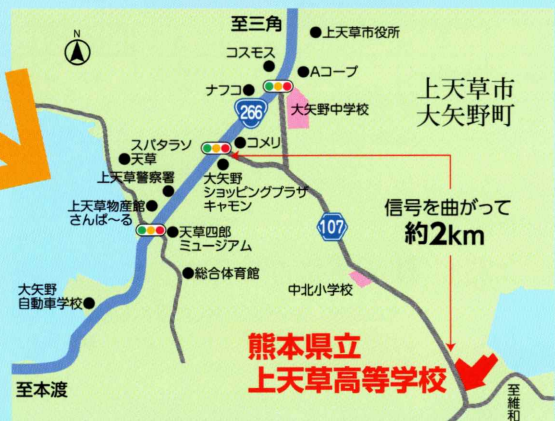 N
至三角
上天草市役所
コスモス
Aコープ
ナフコ
大矢野中学校
266
上天草市
大矢野町
スパタラソ
天草
コメリ
上天草警察署
大矢野
ショッピングプラザ
キャモン
上天草物産館
さんぱ~る
信号を曲がって
約2km
107
天草四郎
ミュージアム
総合体育館
中北小学校
大矢野
自動車学校
熊本県立
上天草高等学校
至本渡
至維和